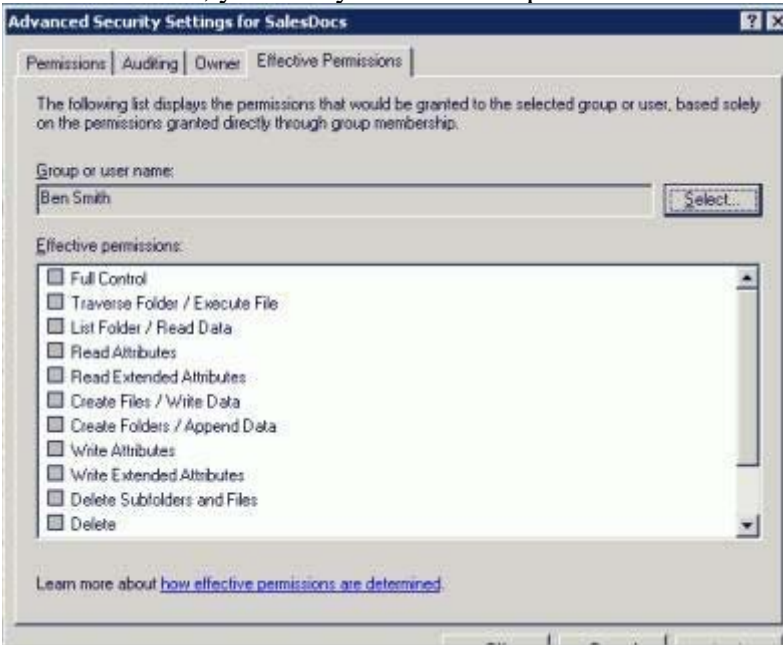 Advanced Security Settings for SalesDocs
Permissions Auditing Owner Effective Permissions
The following list displays the permissions that would be granted to the selected group or user, based solely
on the permissions granted directly through group membership.
Group or user name:
Ben Smith
Select...
Effective permissions:
Full Control
Traverse Folder / Execute File
List Folder / Read Data
Read Attributes
Read Extended Attributes
Create Files / Write Data
Create Folders / Append Data
Write Attributes
Write Extended Attributes
Delete Subfolders and Files
Delete
Learn more about how effective permissions are determined.